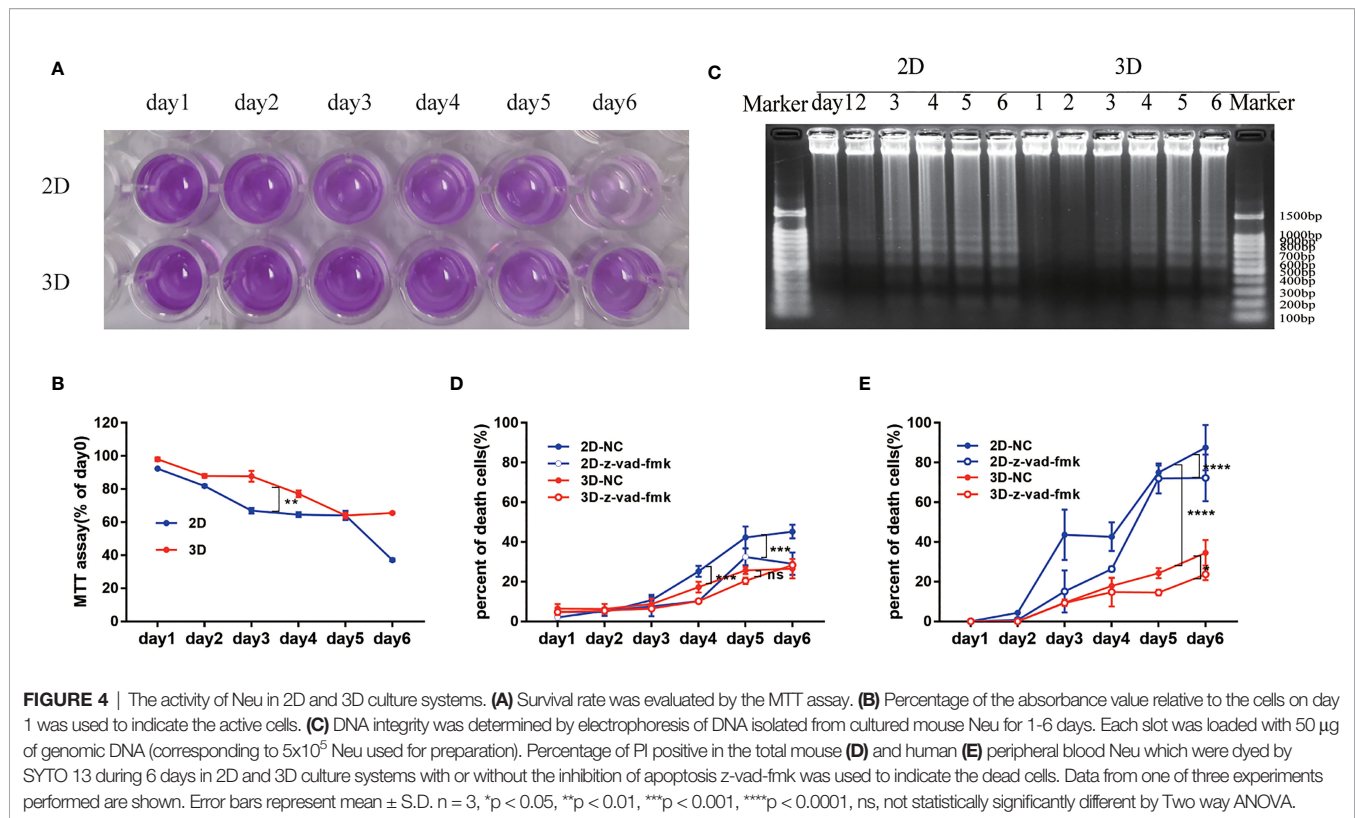 A
day1 day2 day3 day4 day5 day6
2D
3D
C
2D 3D
Marker day12 3 4 5 6 1 2 3 4 5 6 Marker
1500bp
1000bp
900bp
800bp
700bp
600bp
500bp
400bp
300bp
200bp
100bp
B
MTT assay(% of day0)
120
100
80
60
40
20
0
**
2D
3D
day1 day2 day3 day4 day5 day6
D
percent of death cells(%)
100
80
60
40
20
0
2D-NC
2D-z-vad-fmk
3D-NC
3D-z-vad-fmk
***
***
ns
day1 day2 day3 day4 day5 day6
E
percent of death cells(%)
100
80
60
40
20
0
2D-NC
2D-z-vad-fmk
3D-NC
3D-z-vad-fmk
****
****
*
day1 day2 day3 day4 day5 day6
FIGURE 4 | The activity of Neu in 2D and 3D culture systems. (A) Survival rate was evaluated by the MTT assay. (B) Percentage of the absorbance value relative to the cells on day
1 was used to indicate the active cells. (C) DNA integrity was determined by electrophoresis of DNA isolated from cultured mouse Neu for 1-6 days. Each slot was loaded with 50 μg
of genomic DNA (corresponding to 5x10⁵ Neu used for preparation). Percentage of PI positive in the total mouse (D) and human (E) peripheral blood Neu which were dyed by
SYTO 13 during 6 days in 2D and 3D culture systems with or without the inhibition of apoptosis z-vad-fmk was used to indicate the dead cells. Data from one of three experiments
performed are shown. Error bars represent mean ± S.D. n = 3, *p < 0.05, **p < 0.01, ***p < 0.001, ****p < 0.0001, ns, not statistically significantly different by Two way ANOVA.